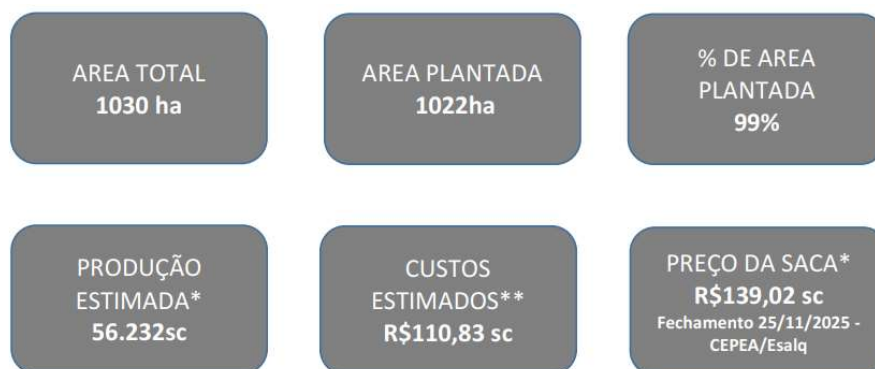 AREA TOTAL
1030 ha
AREA PLANTADA
1022ha
% DE AREA
PLANTADA
99%
PRODUÇÃO
ESTIMADA*
56.232sc
CUSTOS
ESTIMADOS**
R$110,83 sc
PREÇO DA SACA*
R$139,02 sc
Fechamento 25/11/2025 -
CEPEA/Esalq